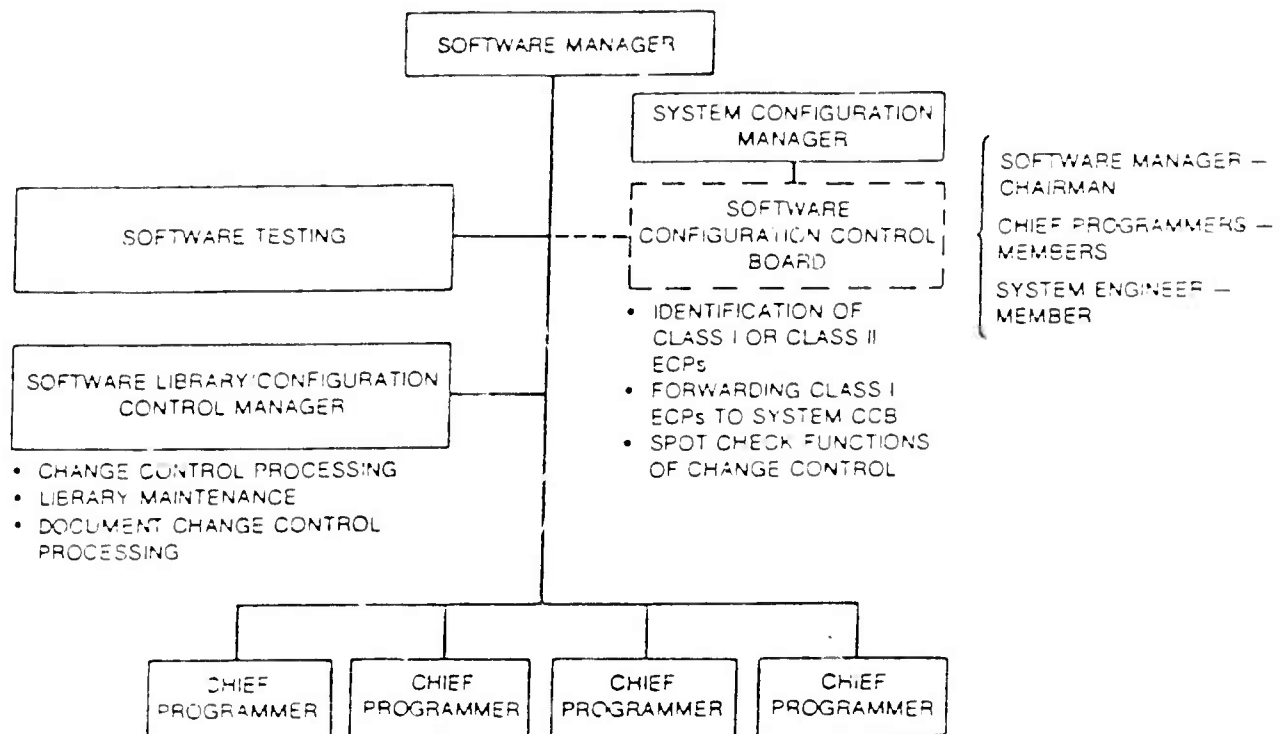 SOFTWARE MANAGER
SYSTEM CONFIGURATION
MANAGER
SOFTWARE MANAGER —
CHAIRMAN
CHIEF PROGRAMMERS —
MEMBERS
SYSTEM ENGINEER —
MEMBER
SOFTWARE TESTING
SOFTWARE
CONFIGURATION CONTROL
BOARD
• IDENTIFICATION OF
CLASS I OR CLASS II
ECPs
• FORWARDING CLASS I
ECPs TO SYSTEM CCB
• SPOT CHECK FUNCTIONS
OF CHANGE CONTROL
SOFTWARE LIBRARY/CONFIGURATION
CONTROL MANAGER
• CHANGE CONTROL PROCESSING
• LIBRARY MAINTENANCE
• DOCUMENT CHANGE CONTROL
PROCESSING
CHIEF
PROGRAMMER
CHIEF
PROGRAMMER
CHIEF
PROGRAMMER
CHIEF
PROGRAMMER